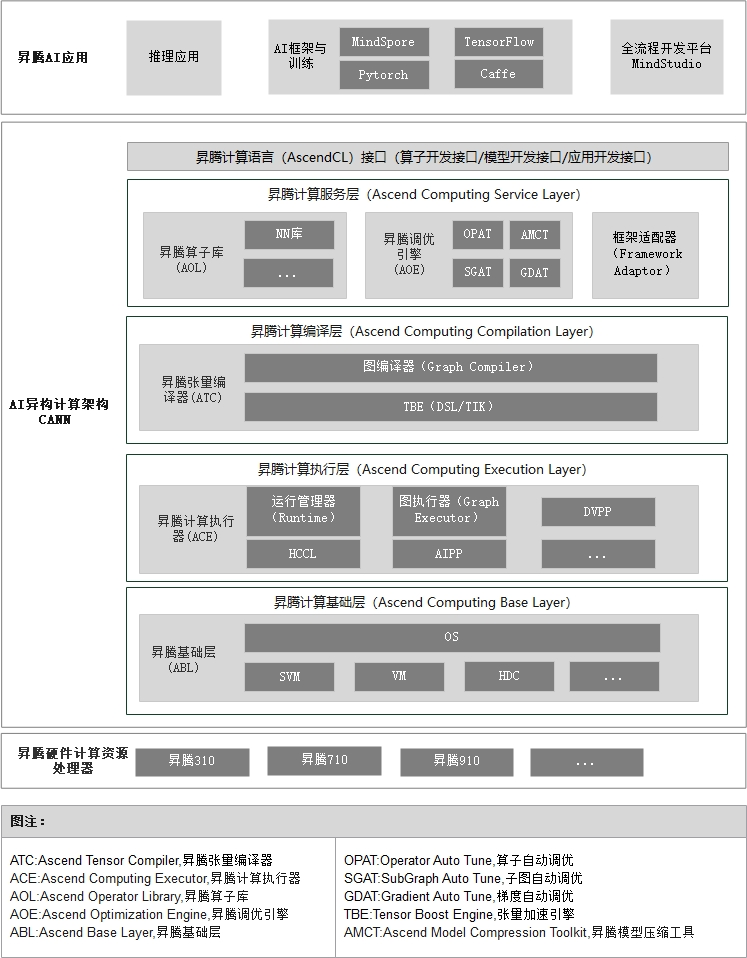 昇腾AI应用
推理应用
AI框架与
训练
MindSpore
TensorFlow
Pytorch
Caffe
全流程开发平台
MindStudio
AI异构计算架构
CANN
昇腾计算语言（AscendCL）接口（算子开发接口/模型开发接口/应用开发接口）
昇腾计算服务层（Ascend Computing Service Layer）
昇腾算子库
(AOL)
NN库
...
昇腾调优
引擎
(AOE)
OPAT
AMCT
SGAT
GDAT
框架适配器
（Framework
Adaptor）
昇腾计算编译层（Ascend Computing Compilation Layer）
昇腾张量编
译器(ATC)
图编译器（Graph Compiler）
TBE（DSL/TIK）
昇腾计算执行层（Ascend Computing Execution Layer）
昇腾计算执行
器(ACE)
运行管理器
（Runtime）
图执行器（Graph
Executor）
DVPP
HCCL
AIPP
...
昇腾计算基础层（Ascend Computing Base Layer）
昇腾基础层
(ABL)
OS
SVM
VM
HDC
...
昇腾硬件计算资源
处理器
昇腾310
昇腾710
昇腾910
...
图注：
ATC:Ascend Tensor Compiler,昇腾张量编译器
ACE:Ascend Computing Executor,昇腾计算执行器
AOL:Ascend Operator Library,昇腾算子库
AOE:Ascend Optimization Engine,昇腾调优引擎
ABL:Ascend Base Layer,昇腾基础层
OPAT:Operator Auto Tune,算子自动调优
SGAT:SubGraph Auto Tune,子图自动调优
GDAT:Gradient Auto Tune,梯度自动调优
TBE:Tensor Boost Engine,张量加速引擎
AMCT:Ascend Model Compression Toolkit,昇腾模型压缩工具